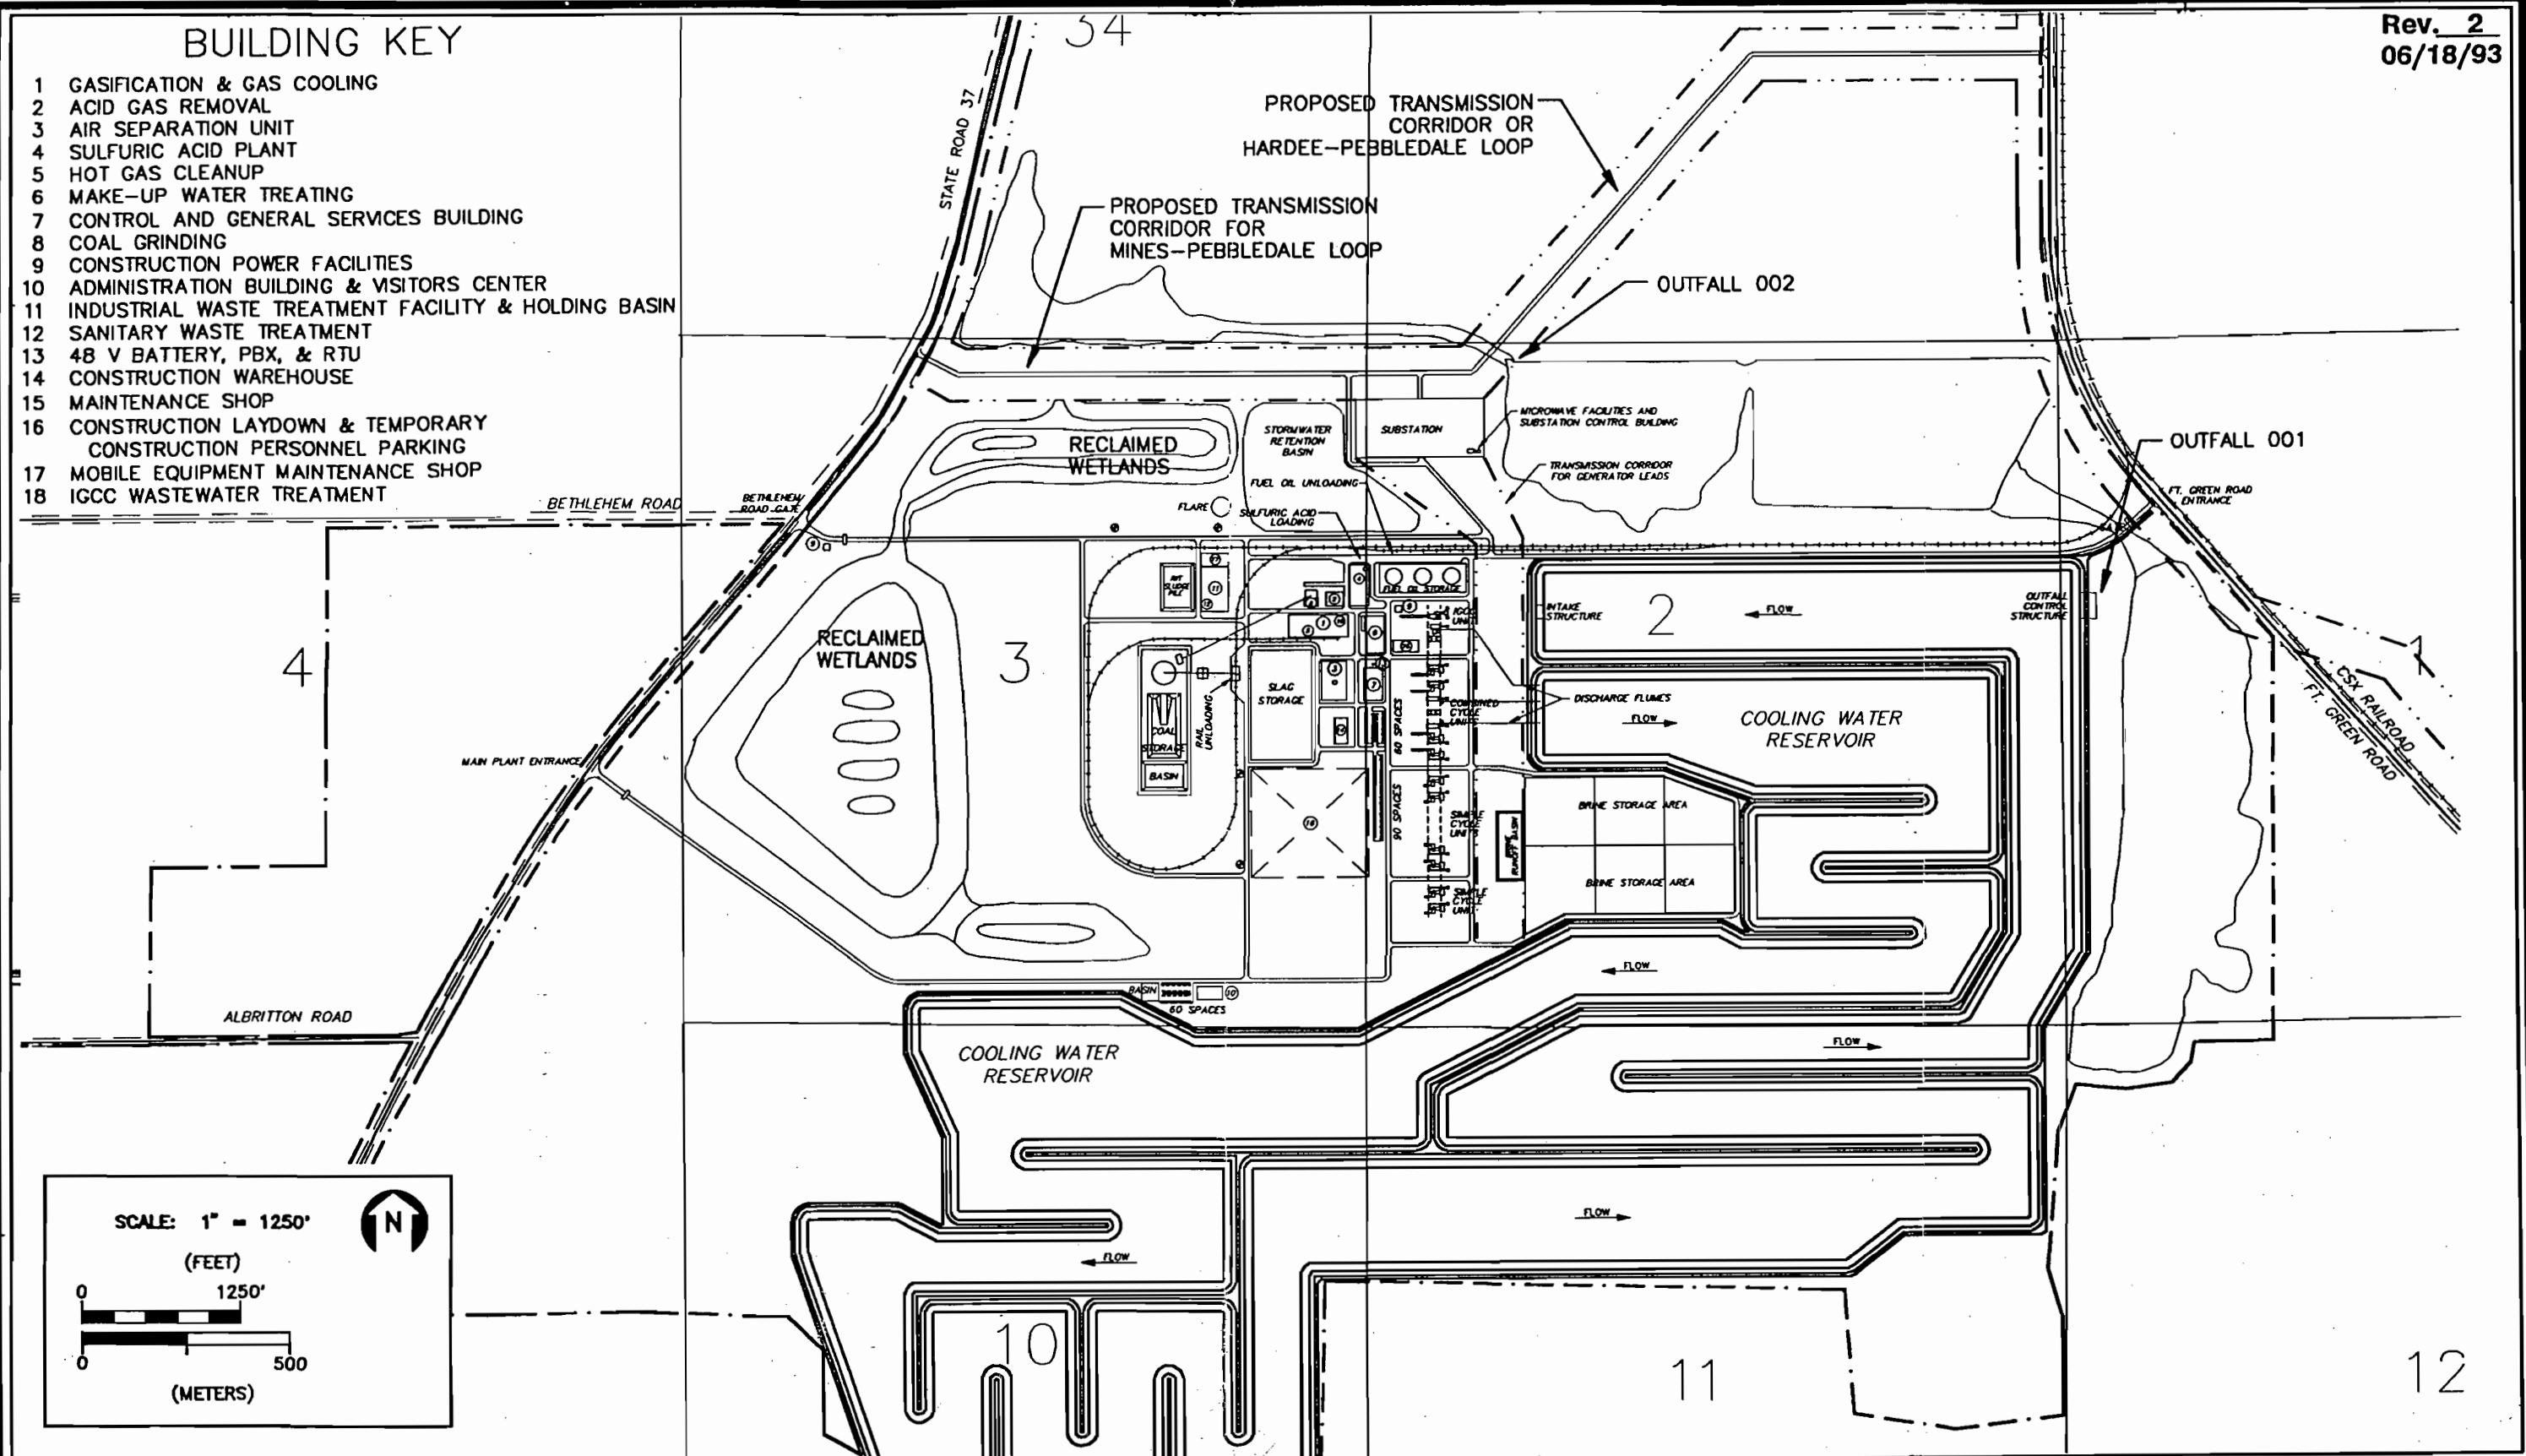 BUILDING KEY
1 GASIFICATION & GAS COOLING
2 ACID GAS REMOVAL
3 AIR SEPARATION UNIT
4 SULFURIC ACID PLANT
5 HOT GAS CLEANUP
6 MAKE-UP WATER TREATING
7 CONTROL AND GENERAL SERVICES BUILDING
8 COAL GRINDING
9 CONSTRUCTION POWER FACILITIES
10 ADMINISTRATION BUILDING & VISITORS CENTER
11 INDUSTRIAL WASTE TREATMENT FACILITY & HOLDING BASIN
12 SANITARY WASTE TREATMENT
13 48 V BATTERY, PBX, & RTU
14 CONSTRUCTION WAREHOUSE
15 MAINTENANCE SHOP
16 CONSTRUCTION LAYDOWN & TEMPORARY
CONSTRUCTION PERSONNEL PARKING
17 MOBILE EQUIPMENT MAINTENANCE SHOP
18 IGCC WASTEWATER TREATMENT
Rev. 2
06/18/93
34
STATE ROAD 37
PROPOSED TRANSMISSION
CORRIDOR OR
HARDEE-PEBBLEDALE LOOP
PROPOSED TRANSMISSION
CORRIDOR FOR
MINES-PEBBLEDALE LOOP
OUTFALL 002
OUTFALL 001
FT. GREEN ROAD
ENTRANCE
MICROWAVE FACILITIES AND
SUBSTATION CONTROL BUILDING
SUBSTATION
STORMWATER
RETENTION
BASIN
RECLAIMED
WETLANDS
TRANSMISSION CORRIDOR
FOR GENERATOR LEADS
FUEL OIL UNLOADING
FLARE
SULFURIC ACID
LOADING
BETHLEHEM ROAD
BETHLEHEM
ROAD GATE
9
FUEL OIL STORAGE
11
INTAKE
STRUCTURE
2
FLOW
OUTFALL
CONTROL
STRUCTURE
1
RECLAIMED
WETLANDS
3
4
SLAG
STORAGE
RAIL
UNLOADING
COAL
STORAGE
BASIN
60 SPACES
90 SPACES
COMBINED
CYCLE
UNITS
DISCHARGE FLUMES
FLOW
COOLING WATER
RESERVOIR
CSX RAILROAD
FT. GREEN ROAD
MAIN PLANT ENTRANCE
16
SIMPLE
CYCLE
UNITS
BRINE STORAGE AREA
BRINE STORAGE AREA
SIMPLE
CYCLE
UNIT
FLOW
BASIN
10
60 SPACES
ALBRITTON ROAD
COOLING WATER
RESERVOIR
FLOW
FLOW
FLOW
10
11
12
SCALE: 1" = 1250'
N
(FEET)
0 1250'
0 500
(METERS)